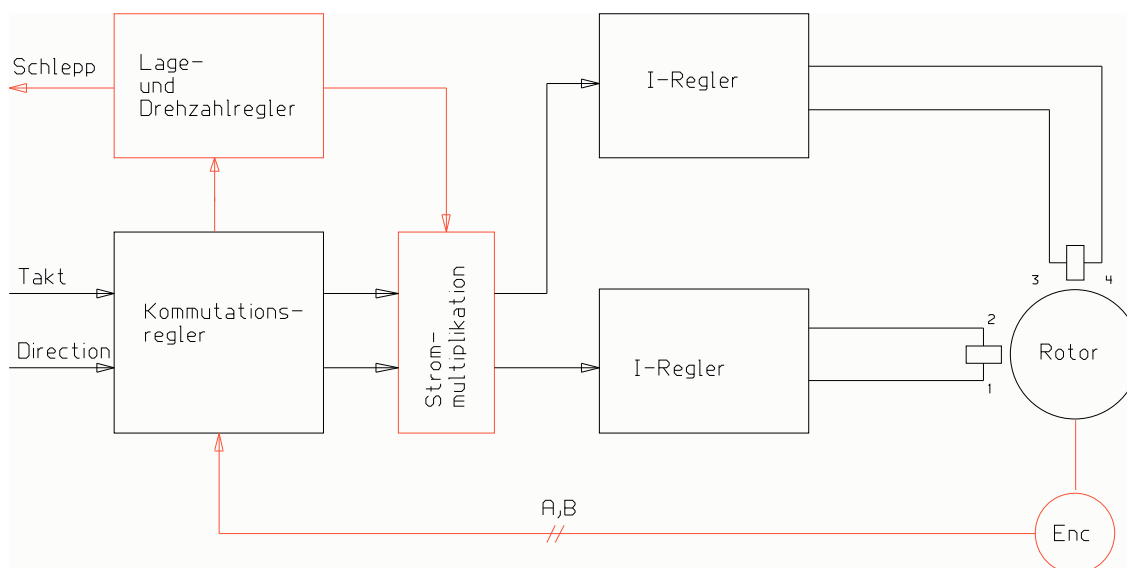 Schlepp
Lage-
und
Drehzahlregler
I-Regler
Takt
Direction
Kommutations-
regler
Strom-
multiplikation
I-Regler
3
4
2
1
Rotor
A,B
Enc